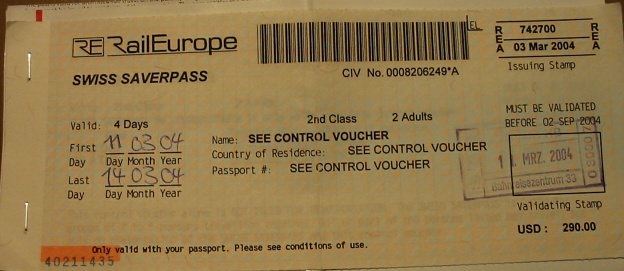 RE RailEurope
SWISS SAVERPASS
EL
R E A 742700 R E A
03 Mar 2004
Issuing Stamp
CIV No. 0008206249*A
MUST BE VALIDATED
BEFORE 02 SEP 2004
Valid: 4 Days
2nd Class 2 Adults
First 11 03 04
Day Day Month Year
Last 14 03 04
Day Day Month Year
Name: SEE CONTROL VOUCHER
Country of Residence: SEE CONTROL VOUCHER
Passport #: SEE CONTROL VOUCHER
MRZ. 2004
Validating Stamp
USD: 290.00
Only valid with your passport. Please see conditions of use.
40211435